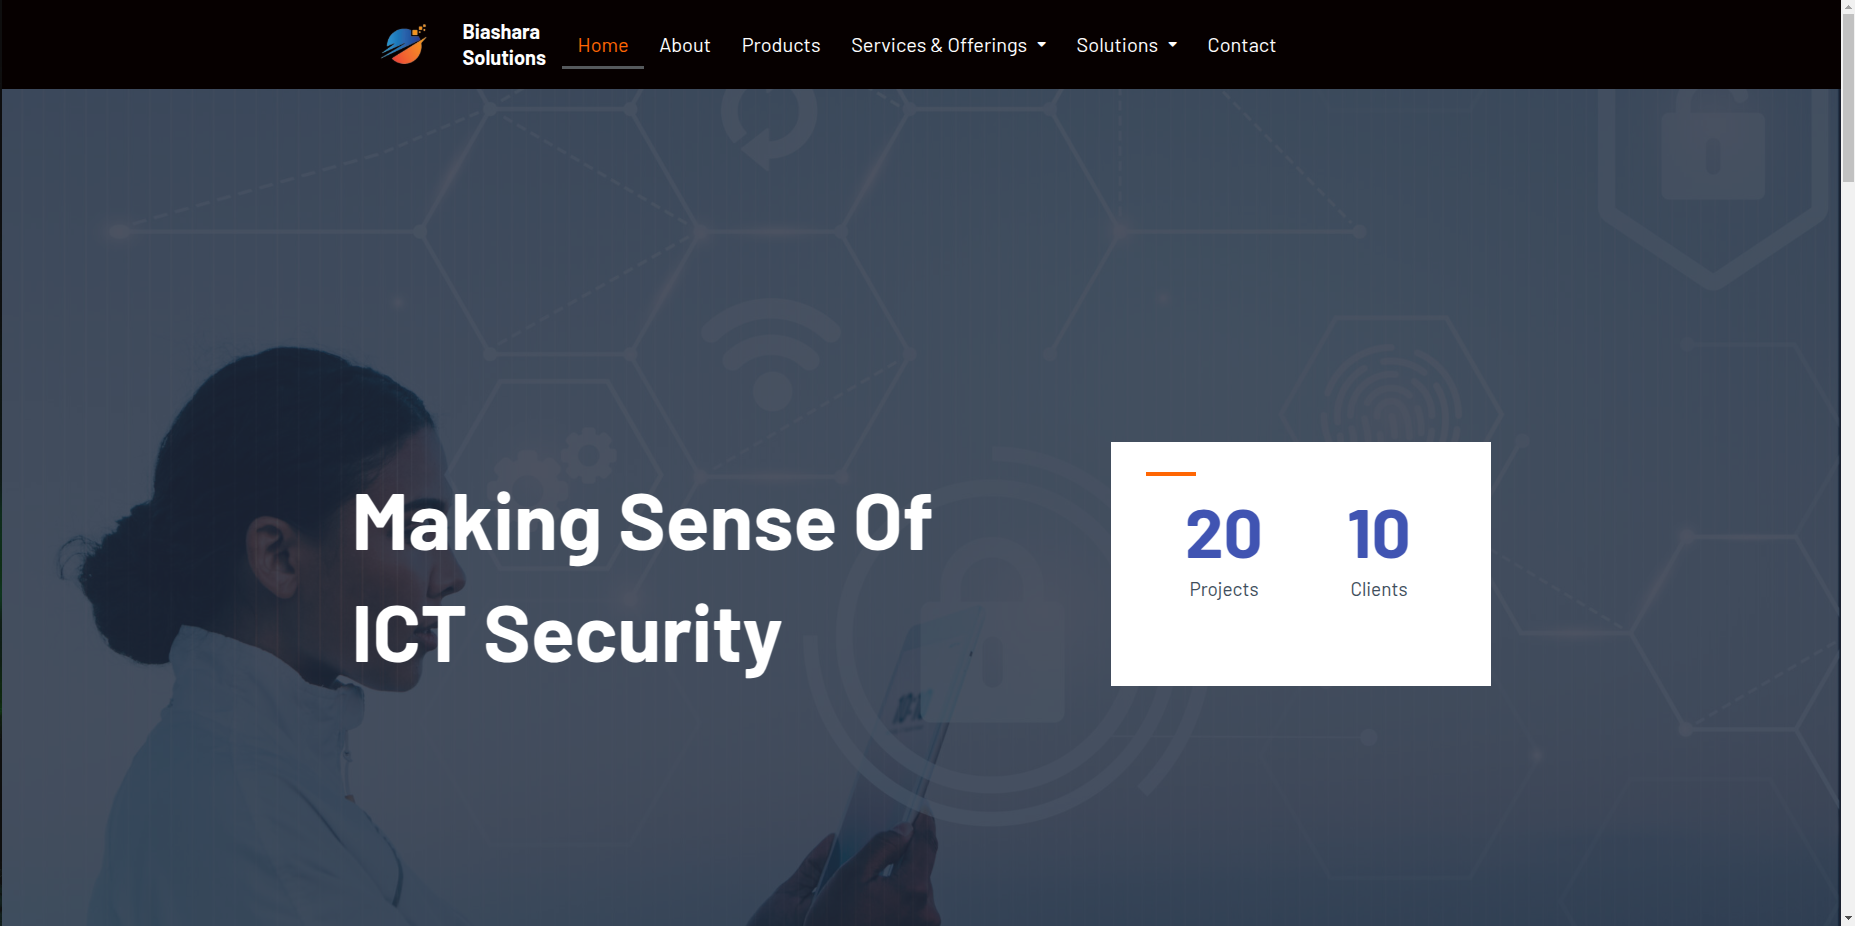 Biashara
Solutions
Home
About
Products
Services & Offerings
Solutions
Contact
Making Sense Of
ICT Security
20
Projects
10
Clients